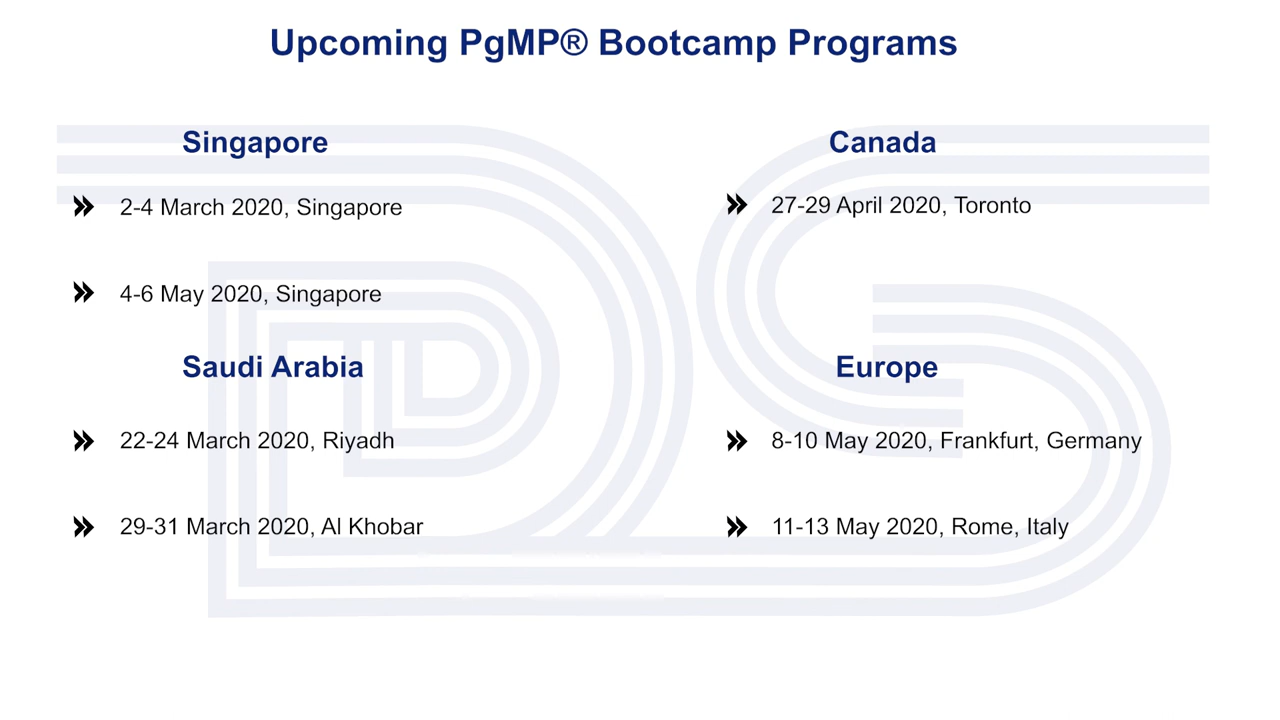 Upcoming PgMP® Bootcamp Programs
Singapore
2-4 March 2020, Singapore
4-6 May 2020, Singapore
Saudi Arabia
22-24 March 2020, Riyadh
29-31 March 2020, Al Khobar
Canada
27-29 April 2020, Toronto
Europe
8-10 May 2020, Frankfurt, Germany
11-13 May 2020, Rome, Italy